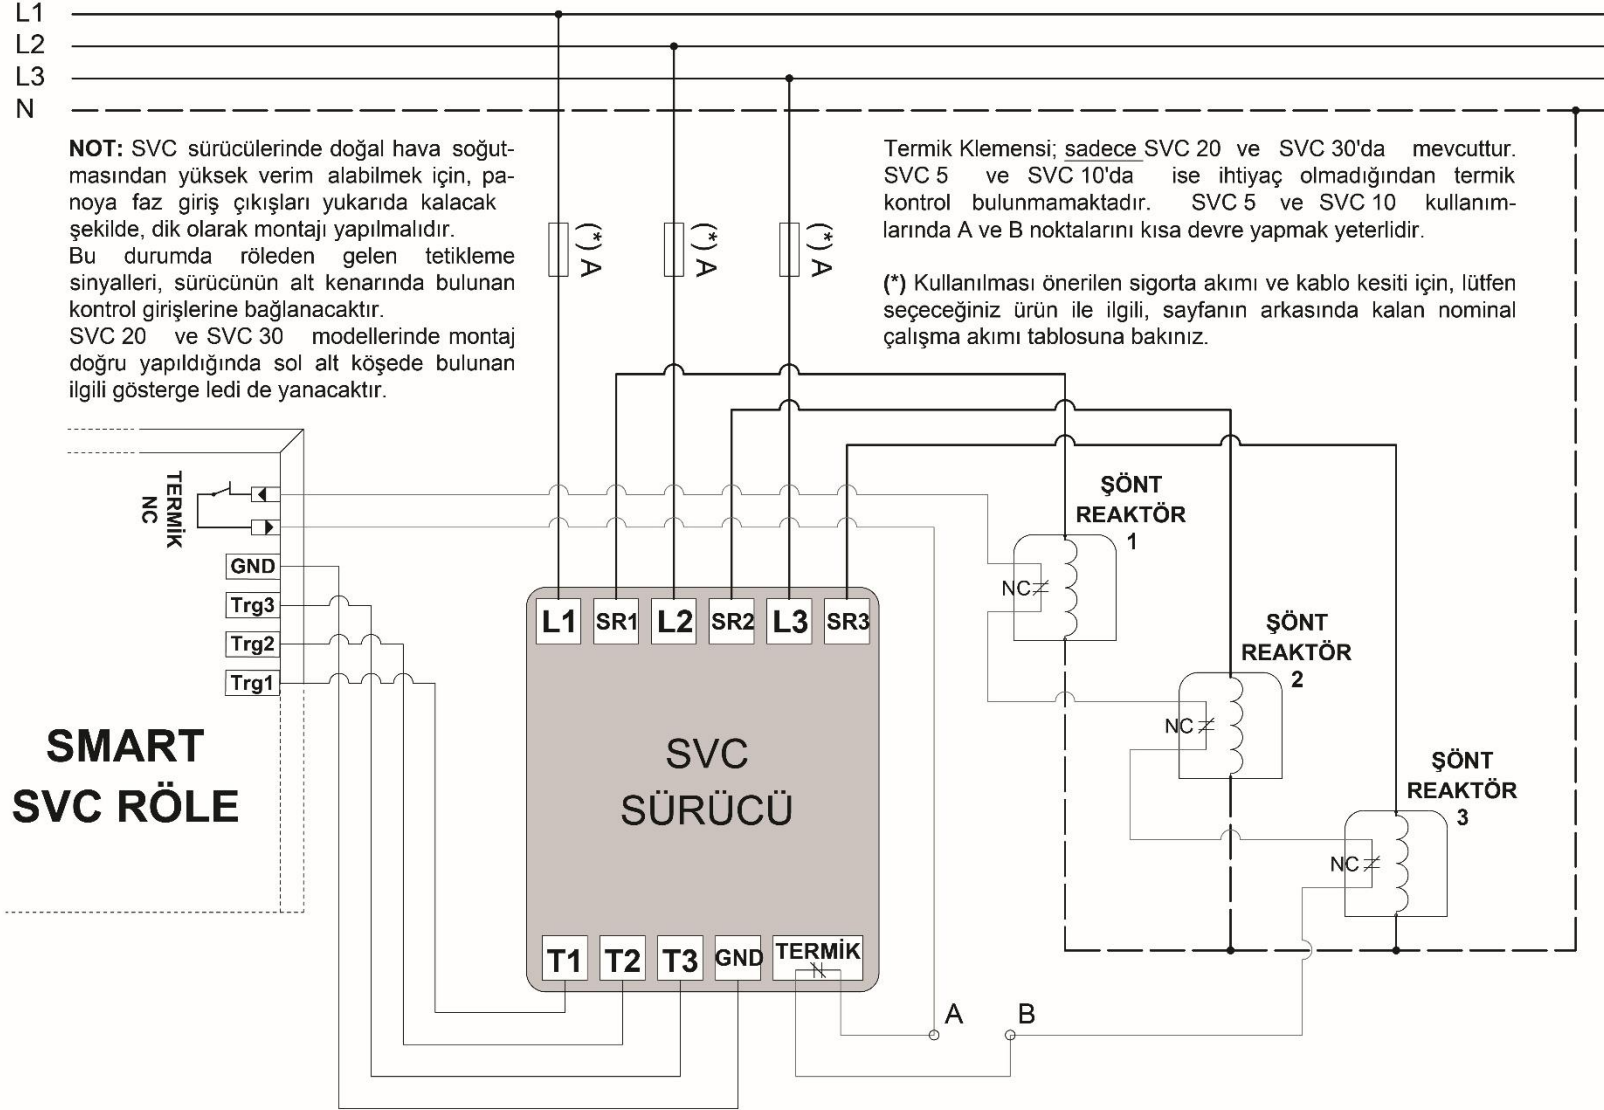 L1
L2
L3
N
NOT: SVC sürücülerinde doğal hava soğut-
masından yüksek verim alabilmek için, pa-
noya faz giriş çıkışları yukarıda kalacak
şekilde, dik olarak montajı yapılmalıdır.
Bu durumda röleden gelen tetikleme
sinyalleri, sürücünün alt kenarında bulunan
kontrol girişlerine bağlanacaktır.
SVC 20 ve SVC 30 modellerinde montaj
doğru yapıldığında sol alt köşede bulunan
ilgili gösterge ledi de yanacaktır.
(*) A
(*) A
(*) A
Termik Klemensi; sadece SVC 20 ve SVC 30'da mevcuttur.
SVC 5 ve SVC 10'da ise ihtiyaç olmadığından termik
kontrol bulunmamaktadır. SVC 5 ve SVC 10 kullanım-
larında A ve B noktalarını kısa devre yapmak yeterlidir.
(*) Kullanılması önerilen sigorta akımı ve kablo kesiti için, lütfen
seçeceğiniz ürün ile ilgili, sayfanın arkasında kalan nominal
çalışma akımı tablosuna bakınız.
TERMİK
NC
GND
Trg3
Trg2
Trg1
SMART
SVC RÖLE
L1 SR1 L2 SR2 L3 SR3
SVC
SÜRÜCÜ
T1 T2 T3 GND TERMİK
ŞÖNT
REAKTÖR
1
NC
ŞÖNT
REAKTÖR
2
NC
ŞÖNT
REAKTÖR
3
NC
A B